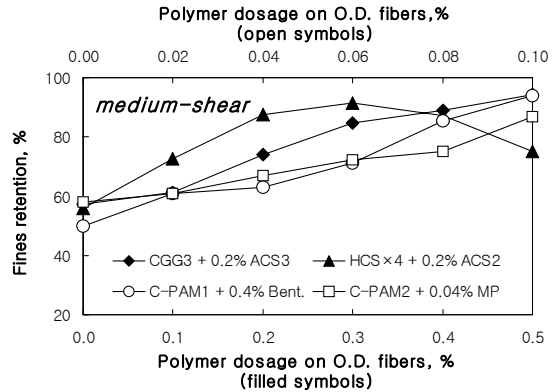 Polymer dosage on O.D. fibers,%
(open symbols)
0.00 0.02 0.04 0.06 0.08 0.10
100
80
60
40
20
Fines retention, %
medium-shear
CGG3 + 0.2% ACS3 HCS×4 + 0.2% ACS2
C-PAM1 + 0.4% Bent. C-PAM2 + 0.04% MP
0.0 0.1 0.2 0.3 0.4 0.5
Polymer dosage on O.D. fibers, %
(filled symbols)